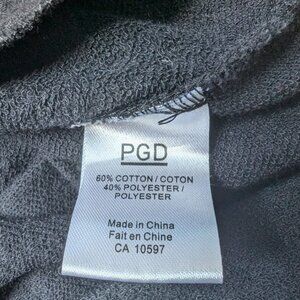 PGD
60% COTTON / COTON
40% POLYESTER /
POLYESTER
Made in China
Fait en Chine
CA 10597